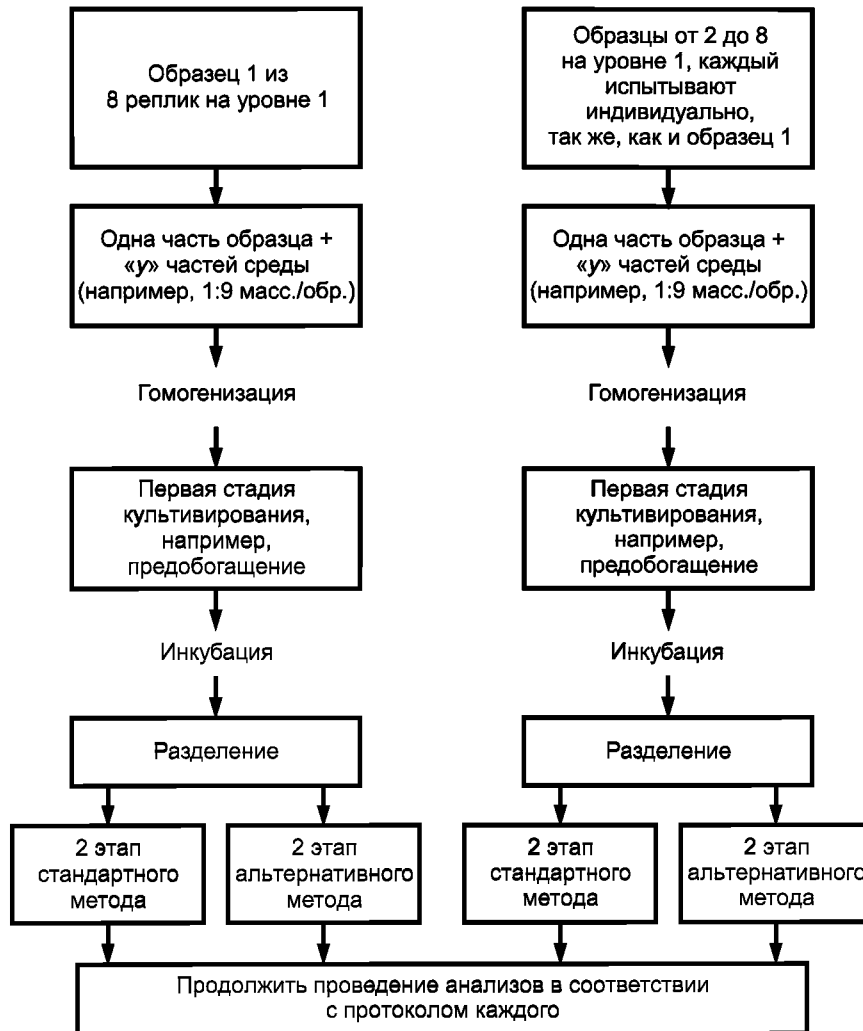 Образец 1 из
8 реплик на уровне 1
Образцы от 2 до 8
на уровне 1, каждый
испытывают
индивидуально,
так же, как и образец 1
Одна часть образца +
«у» частей среды
(например, 1:9 масс./обр.)
Одна часть образца +
«у» частей среды
(например, 1:9 масс./обр.)
Гомогенизация
Гомогенизация
Первая стадия
культивирования,
например,
предобогащение
Первая стадия
культивирования,
например,
предобогащение
Инкубация
Инкубация
Разделение
Разделение
2 этап
стандартного
метода
2 этап
альтернативного
метода
2 этап
стандартного
метода
2 этап
альтернативного
метода
Продолжить проведение анализов в соответствии
с протоколом каждого